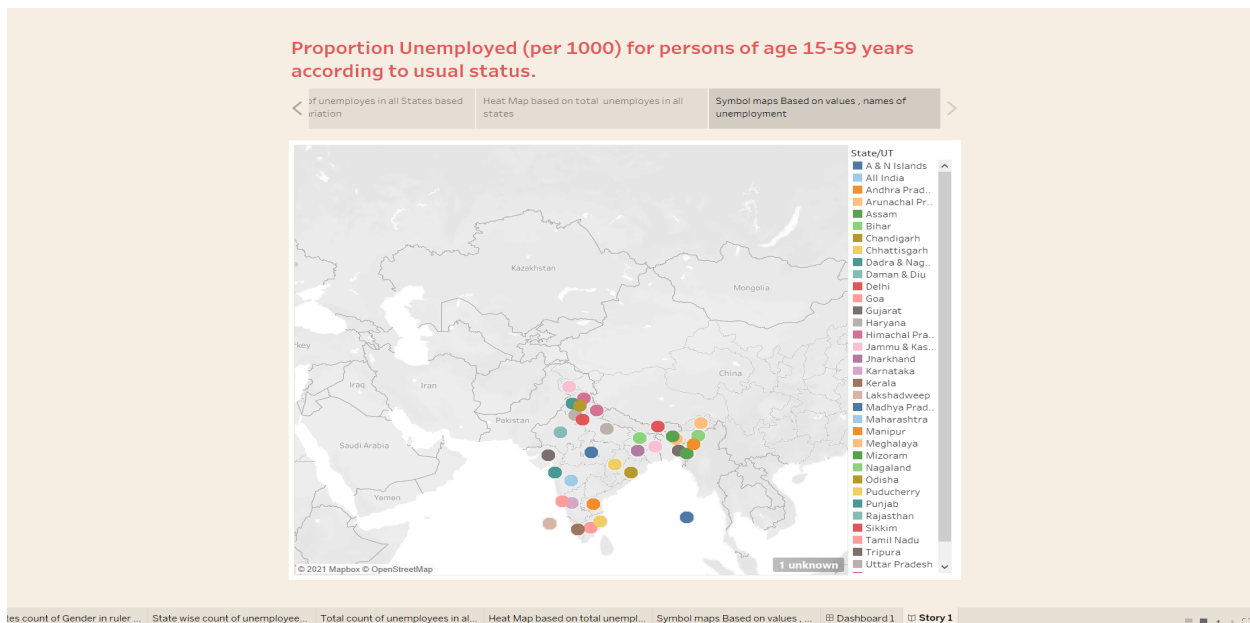 Proportion Unemployed (per 1000) for persons of age 15-59 years
according to usual status.
of unemployes in all States based
riation
Heat Map based on total unemployes in all
states
Symbol maps Based on values , names of
unemployment
State/UT
A & N Islands
All India
Andhra Prad..
Arunachal Pr..
Assam
Bihar
Chandigarh
Chhattisgarh
Dadra & Nag..
Daman & Diu
Delhi
Goa
Gujarat
Haryana
Himachal Pra..
Jammu & Kas..
Jharkhand
Karnataka
Kerala
Lakshadweep
Madhya Prad..
Maharashtra
Manipur
Meghalaya
Mizoram
Nagaland
Odisha
Puducherry
Punjab
Rajasthan
Sikkim
Tamil Nadu
Tripura
Uttar Pradesh
Kazakhstan
Mongolia
rkey
Iraq
Iran
China
Pakistan
Saudi Arabia
Yemen
© 2021 Mapbox © OpenStreetMap
1 unknown
tes count of Gender in ruler ...
State wise count of unemployee...
Total count of unemployees in al...
Heat Map based on total unempl...
Symbol maps Based on values , ...
Dashboard 1
Story 1